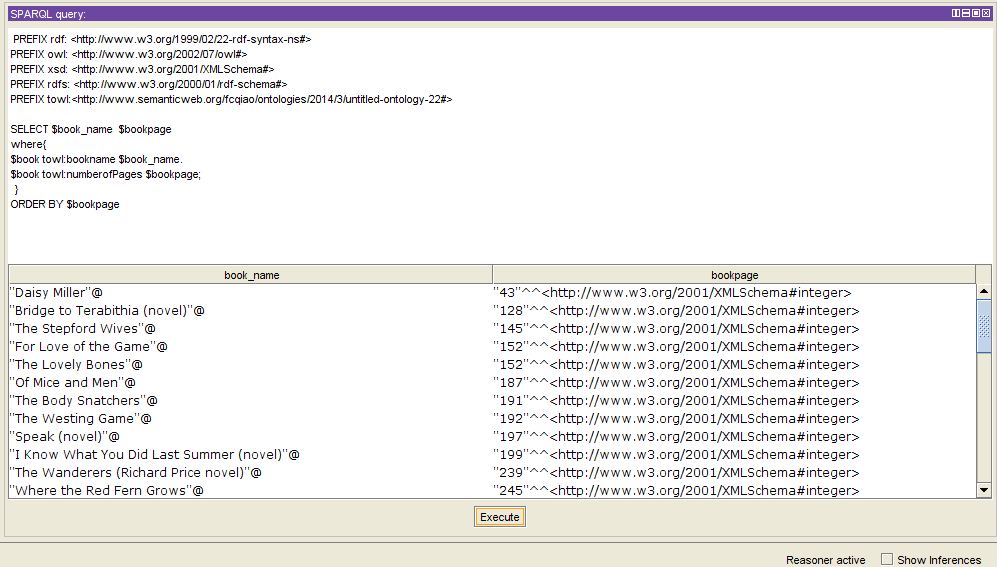 SPARQL query:
PREFIX rdf: <http://www.w3.org/1999/02/22-rdf-syntax-ns#>
PREFIX owl: <http://www.w3.org/2002/07/owl#>
PREFIX xsd: <http://www.w3.org/2001/XMLSchema#>
PREFIX rdfs: <http://www.w3.org/2000/01/rdf-schema#>
PREFIX towl:<http://www.semanticweb.org/fcqiao/ontologies/2014/3/untitled-ontology-22#>
SELECT $book_name  $bookpage
where{
$book towl:bookname $book_name.
$book towl:numberofPages $bookpage;
}
ORDER BY $bookpage
book_name bookpage
"Daisy Miller"@ "43"^^<http://www.w3.org/2001/XMLSchema#integer>
"Bridge to Terabithia (novel)"@ "128"^^<http://www.w3.org/2001/XMLSchema#integer>
"The Stepford Wives"@ "145"^^<http://www.w3.org/2001/XMLSchema#integer>
"For Love of the Game"@ "152"^^<http://www.w3.org/2001/XMLSchema#integer>
"The Lovely Bones"@ "152"^^<http://www.w3.org/2001/XMLSchema#integer>
"Of Mice and Men"@ "187"^^<http://www.w3.org/2001/XMLSchema#integer>
"The Body Snatchers"@ "191"^^<http://www.w3.org/2001/XMLSchema#integer>
"The Westing Game"@ "192"^^<http://www.w3.org/2001/XMLSchema#integer>
"Speak (novel)"@ "197"^^<http://www.w3.org/2001/XMLSchema#integer>
"I Know What You Did Last Summer (novel)"@ "199"^^<http://www.w3.org/2001/XMLSchema#integer>
"The Wanderers (Richard Price novel)"@ "239"^^<http://www.w3.org/2001/XMLSchema#integer>
"Where the Red Fern Grows"@ "245"^^<http://www.w3.org/2001/XMLSchema#integer>
Execute
Reasoner active Show Inferences